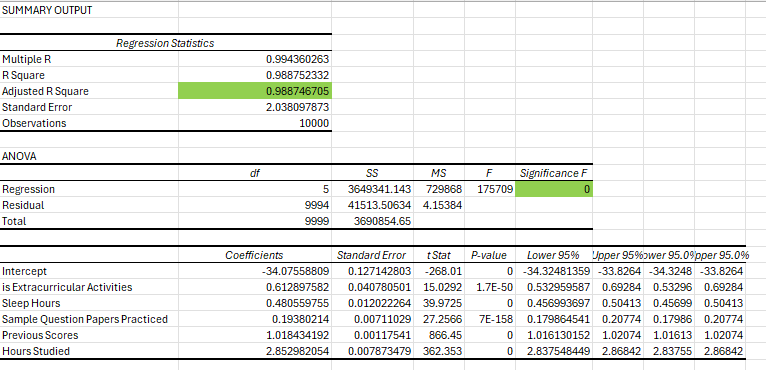 SUMMARY OUTPUT
Regression Statistics
Multiple R 0.994360263
R Square 0.988752332
Adjusted R Square 0.988746705
Standard Error 2.038097873
Observations 10000
ANOVA
df SS MS F Significance F
Regression 5 3649341.143 729868 175709 0
Residual 9994 41513.50634 4.15384
Total 9999 3690854.65
Coefficients Standard Error t Stat P-value Lower 95% Upper 95% ower 95.0% pper 95.0%
Intercept -34.07558809 0.127142803 -268.01 0 -34.32481359 -33.8264 -34.3248 -33.8264
is Extracurricular Activities 0.612897582 0.040780501 15.0292 1.7E-50 0.532959587 0.69284 0.53296 0.69284
Sleep Hours 0.480559755 0.012022264 39.9725 0 0.456993697 0.50413 0.45699 0.50413
Sample Question Papers Practiced 0.19380214 0.00711029 27.2566 7E-158 0.179864541 0.20774 0.17986 0.20774
Previous Scores 1.018434192 0.00117541 866.45 0 1.016130152 1.02074 1.01613 1.02074
Hours Studied 2.852982054 0.007873479 362.353 0 2.837548449 2.86842 2.83755 2.86842